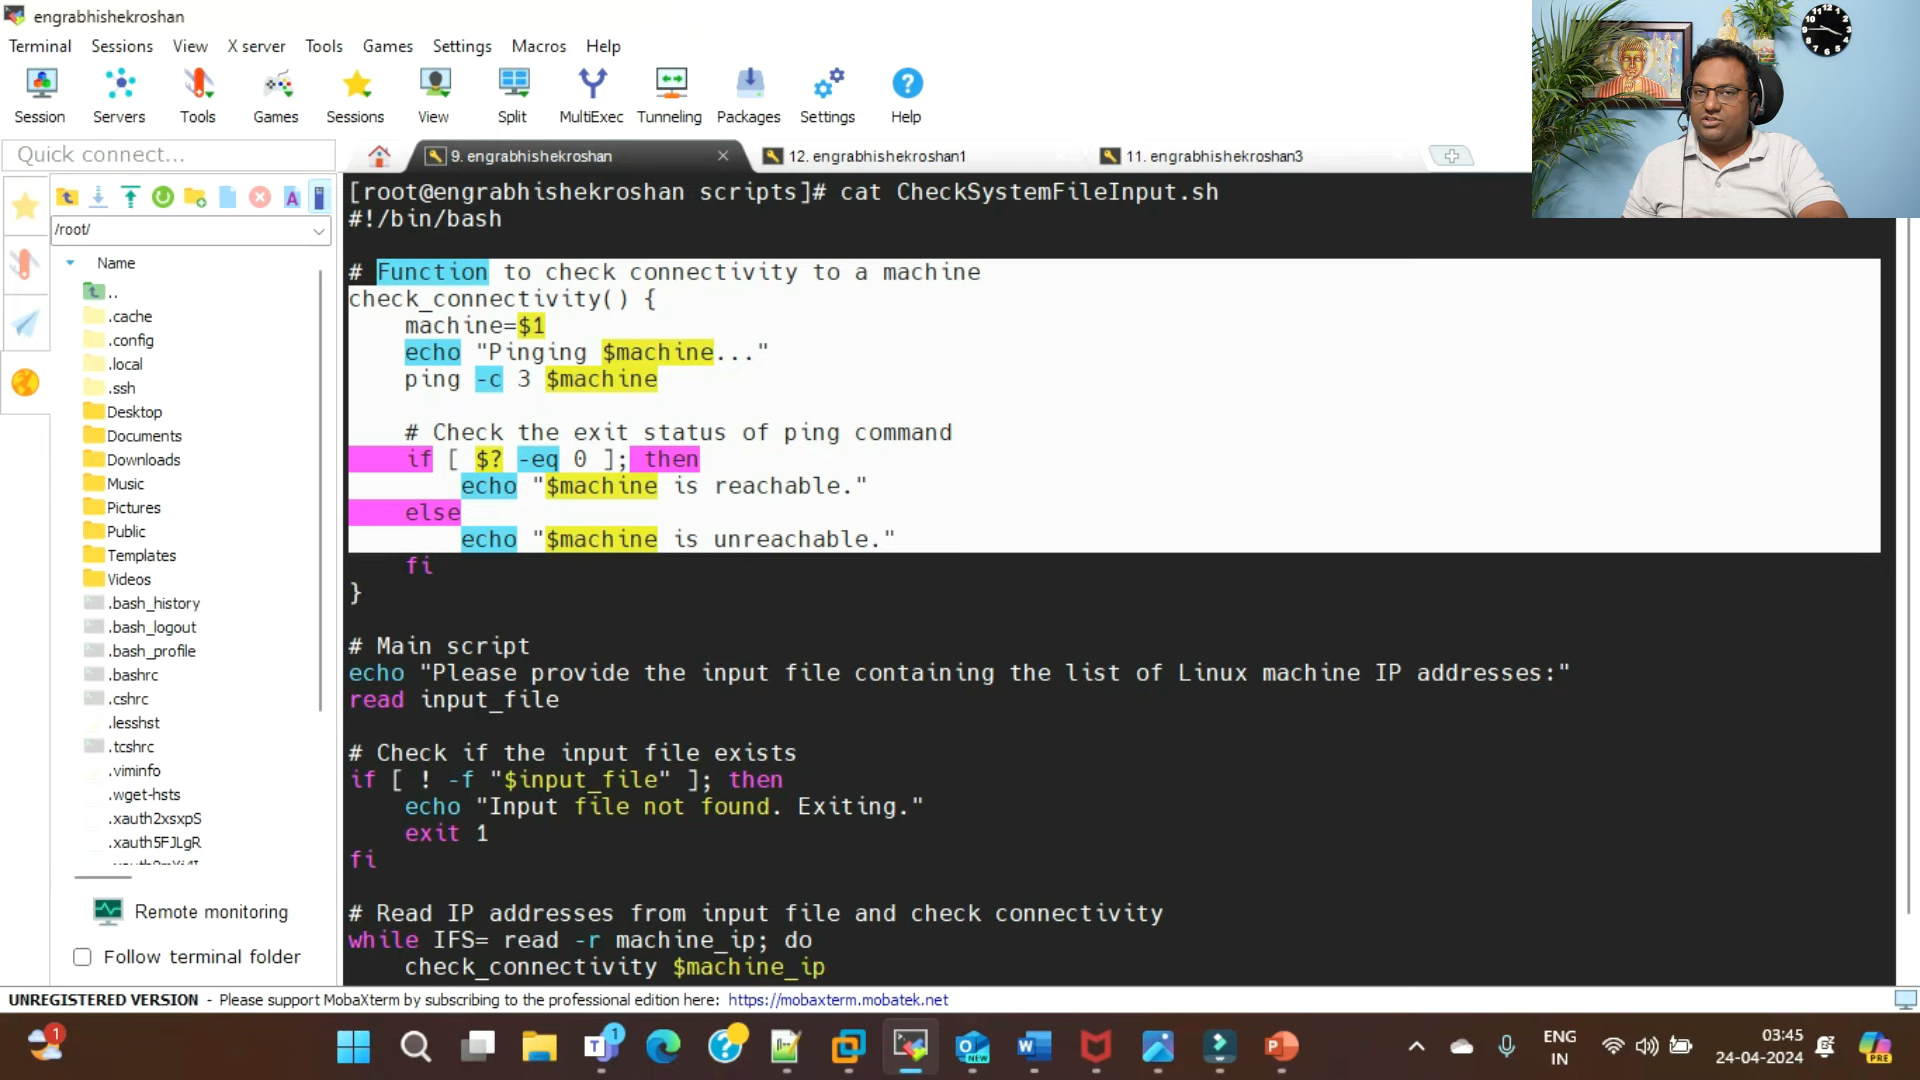 engrabhishekroshan
Terminal Sessions View X server Tools Games Settings Macros Help
Session Servers Tools Games Sessions View Split MultiExec Tunneling Packages Settings Help
Quick connect...
9. engrabhishekroshan
12. engrabhishekroshan1
11. engrabhishekroshan3
/root/
Name
..
.cache
.config
.local
.ssh
Desktop
Documents
Downloads
Music
Pictures
Public
Templates
Videos
.bash_history
.bash_logout
.bash_profile
.bashrc
.cshrc
.lesshst
.tcshrc
.viminfo
.wget-hsts
.xauth2xsxpS
.xauth5FJLgR
Remote monitoring
Follow terminal folder
[root@engrabhishekroshan scripts]# cat CheckSystemFileInput.sh
#!/bin/bash
# Function to check connectivity to a machine
check_connectivity() {
    machine=$1
    echo "Pinging $machine..."
    ping -c 3 $machine
    # Check the exit status of ping command
    if [ $? -eq 0 ]; then
        echo "$machine is reachable."
    else
        echo "$machine is unreachable."
    fi
}
# Main script
echo "Please provide the input file containing the list of Linux machine IP addresses:"
read input_file
# Check if the input file exists
if [ ! -f "$input_file" ]; then
    echo "Input file not found. Exiting."
    exit 1
fi
# Read IP addresses from input file and check connectivity
while IFS= read -r machine_ip; do
    check_connectivity $machine_ip
UNREGISTERED VERSION - Please support MobaXterm by subscribing to the professional edition here: https://mobaxterm.mobatek.net
1
1
NEW
ENG
IN
03:45
24-04-2024
PRE